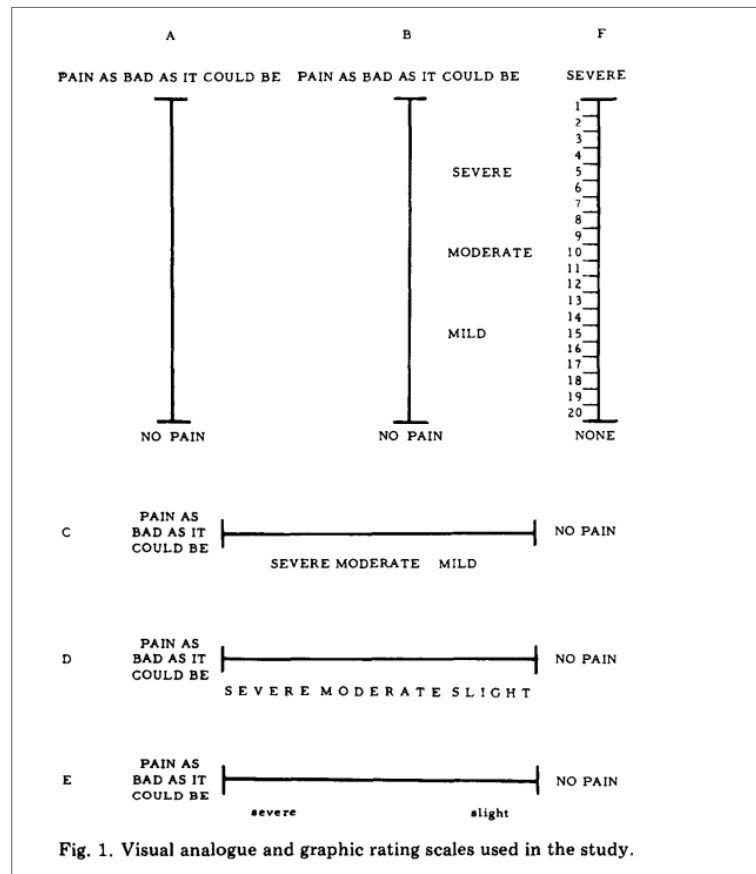 A B F
PAIN AS BAD AS IT COULD BE PAIN AS BAD AS IT COULD BE SEVERE
1
2
3
4
SEVERE 5
6
7
8
9
MODERATE 10
11
12
13
14
MILD 15
16
17
18
19
20
NO PAIN NO PAIN NONE
PAIN AS
C BAD AS IT NO PAIN
COULD BE
SEVERE MODERATE MILD
PAIN AS
D BAD AS IT NO PAIN
COULD BE
SEVERE MODERATE SLIGHT
PAIN AS
E BAD AS IT NO PAIN
COULD BE
severe slight
Fig. 1. Visual analogue and graphic rating scales used in the study.